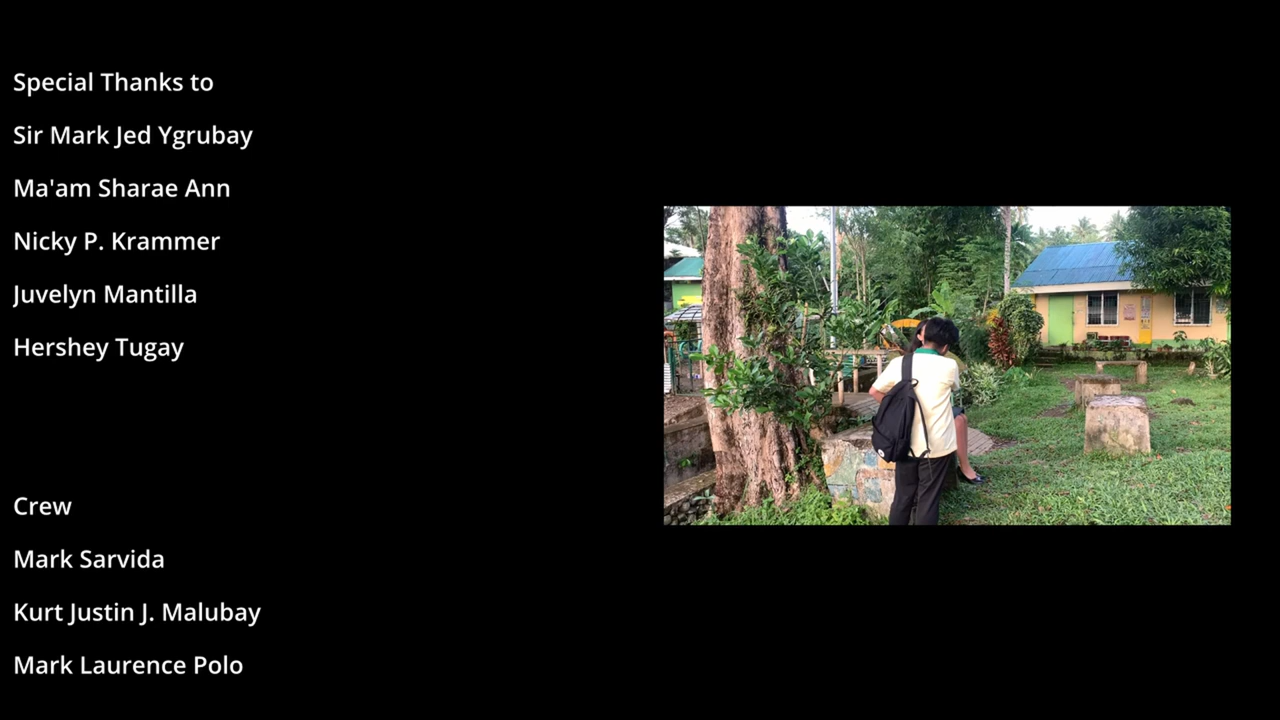 Special Thanks to
Sir Mark Jed Ygrubay
Ma'am Sharae Ann
Nicky P. Krammer
Juvelyn Mantilla
Hershey Tugay
Crew
Mark Sarvida
Kurt Justin J. Malubay
Mark Laurence Polo